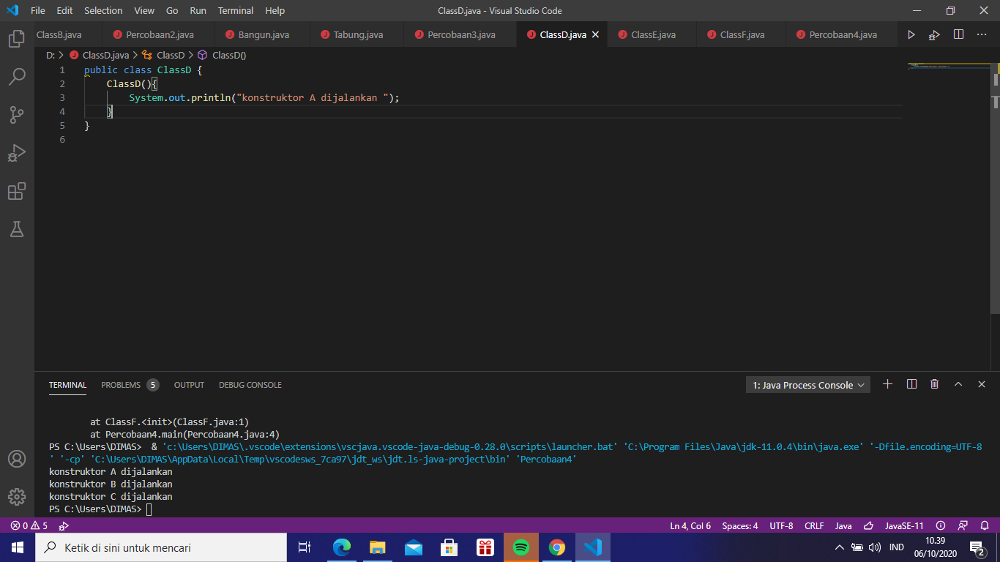 File Edit Selection View Go Run Terminal Help ClassD.java - Visual Studio Code
ClassB.java Percobaan2.java Bangun.java Tabung.java Percobaan3.java ClassD.java ClassE.java ClassF.java Percobaan4.java
D: > ClassD.java > ClassD > ClassD()
1 public class ClassD {
2 ClassD(){
3 System.out.println("konstruktor A dijalankan ");
4 }
5 }
6
TERMINAL PROBLEMS 5 OUTPUT DEBUG CONSOLE 1: Java Process Console
at ClassF.<init>(ClassF.java:1)
at Percobaan4.main(Percobaan4.java:4)
PS C:\Users\DIMAS> & 'c:\Users\DIMAS\.vscode\extensions\vscjava.vscode-java-debug-0.28.0\scripts\launcher.bat' 'C:\Program Files\Java\jdk-11.0.4\bin\java.exe' '-Dfile.encoding=UTF-8
' '-cp' 'C:\Users\DIMAS\AppData\Local\Temp\vscodesws_7ca97\jdt_ws\jdt.ls-java-project\bin' 'Percobaan4'
konstruktor A dijalankan
konstruktor B dijalankan
konstruktor C dijalankan
PS C:\Users\DIMAS>
0 5 Ln 4, Col 6 Spaces: 4 UTF-8 CRLF Java JavaSE-11
Ketik di sini untuk mencari IND 10.39
06/10/2020 2